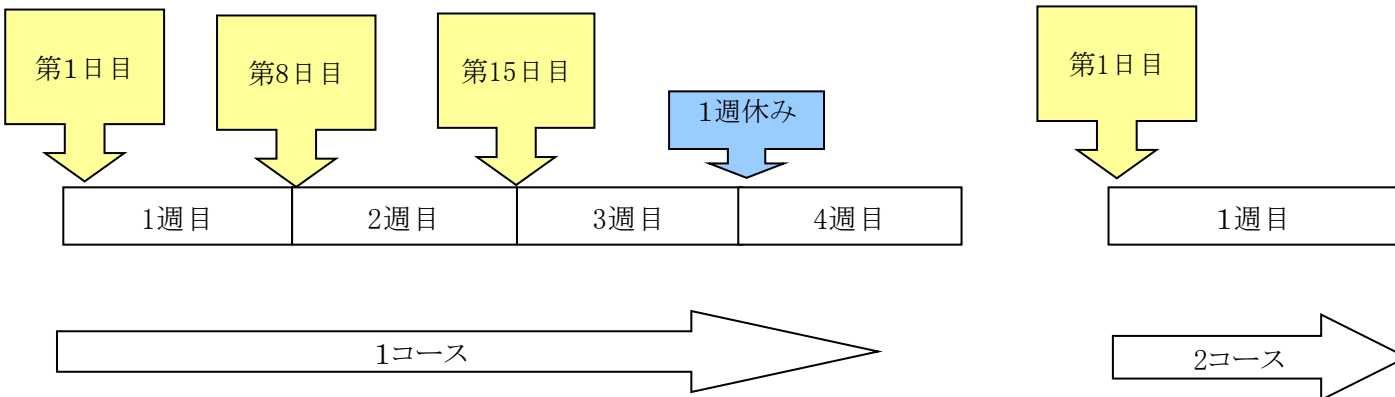 第1日目
第8日目
第15日目
1週休み
第1日目
1週目
2週目
3週目
4週目
1週目
1コース
2コース